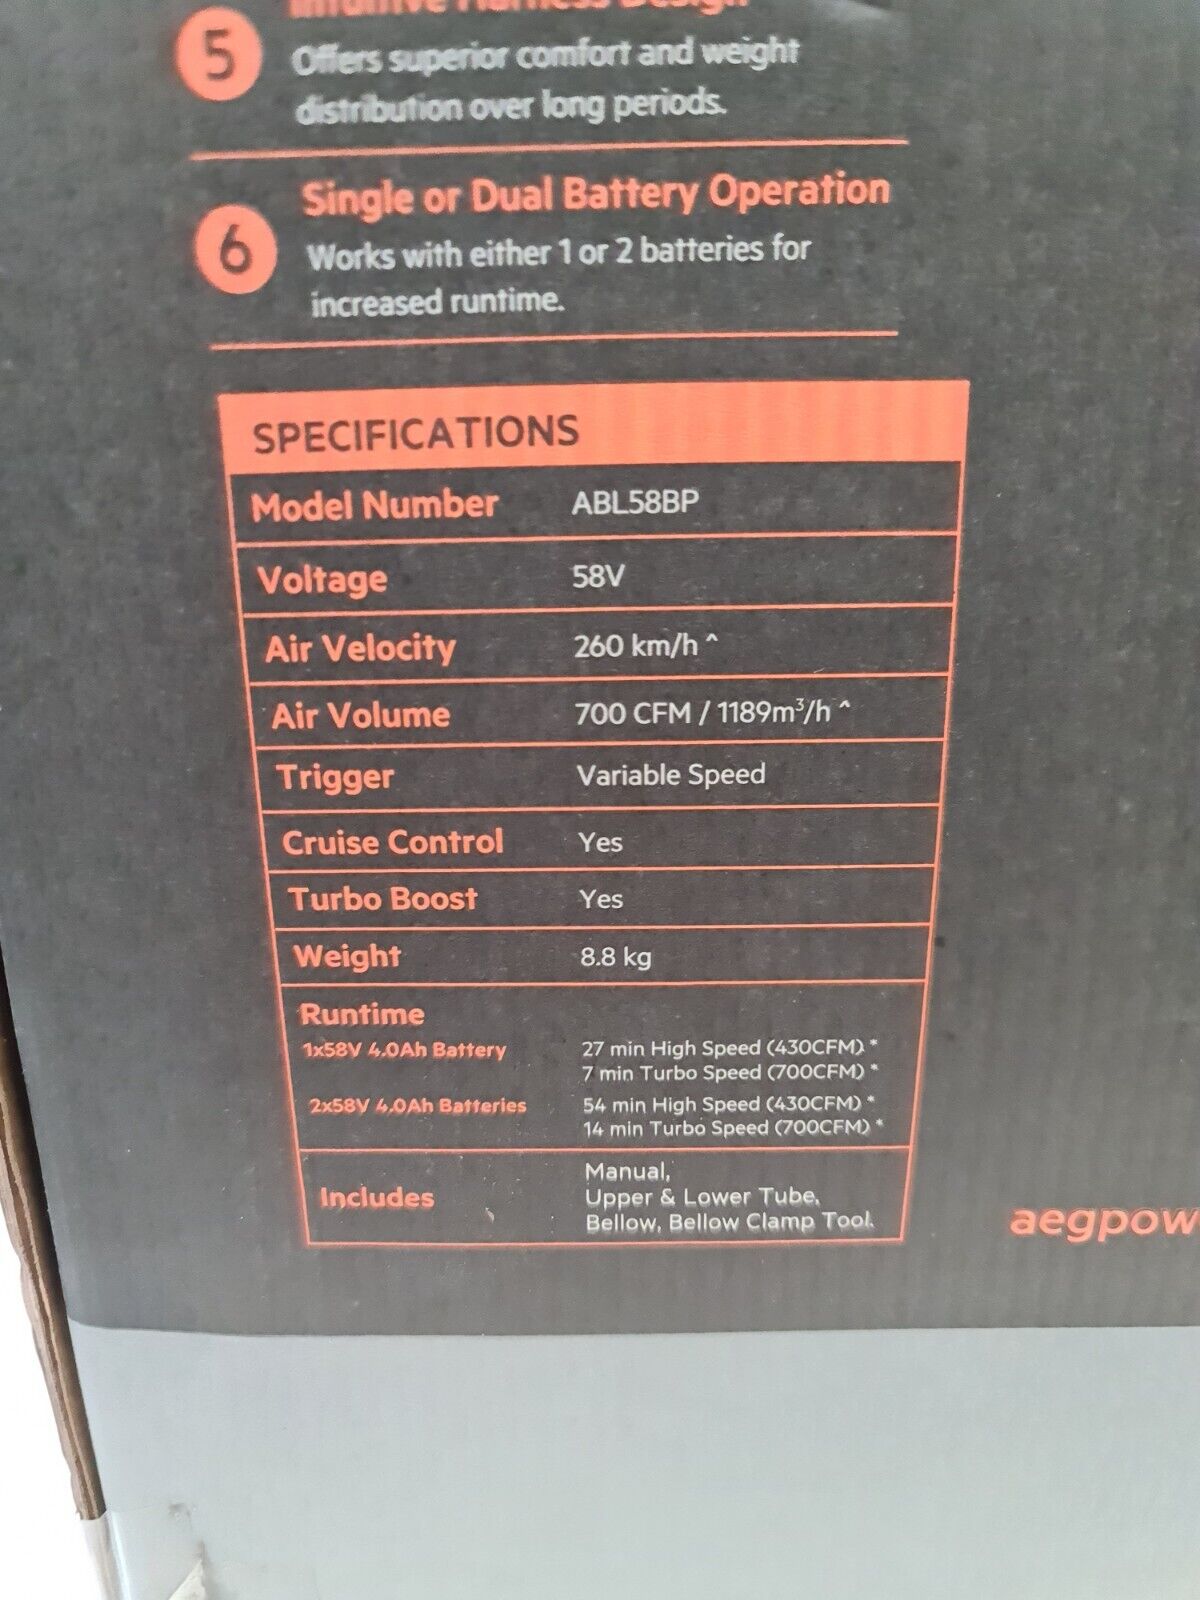 Intuitive Harness Design
5
Offers superior comfort and weight
distribution over long periods.
6
Single or Dual Battery Operation
Works with either 1 or 2 batteries for
increased runtime.
SPECIFICATIONS
Model Number ABL58BP
Voltage 58V
Air Velocity 260 km/h ^
Air Volume 700 CFM / 1189m³/h ^
Trigger Variable Speed
Cruise Control Yes
Turbo Boost Yes
Weight 8.8 kg
Runtime
1x58V 4.0Ah Battery 27 min High Speed (430CFM) *
7 min Turbo Speed (700CFM) *
2x58V 4.0Ah Batteries 54 min High Speed (430CFM) *
14 min Turbo Speed (700CFM) *
Includes Manual,
Upper & Lower Tube,
Bellow, Bellow Clamp Tool.
aegpow